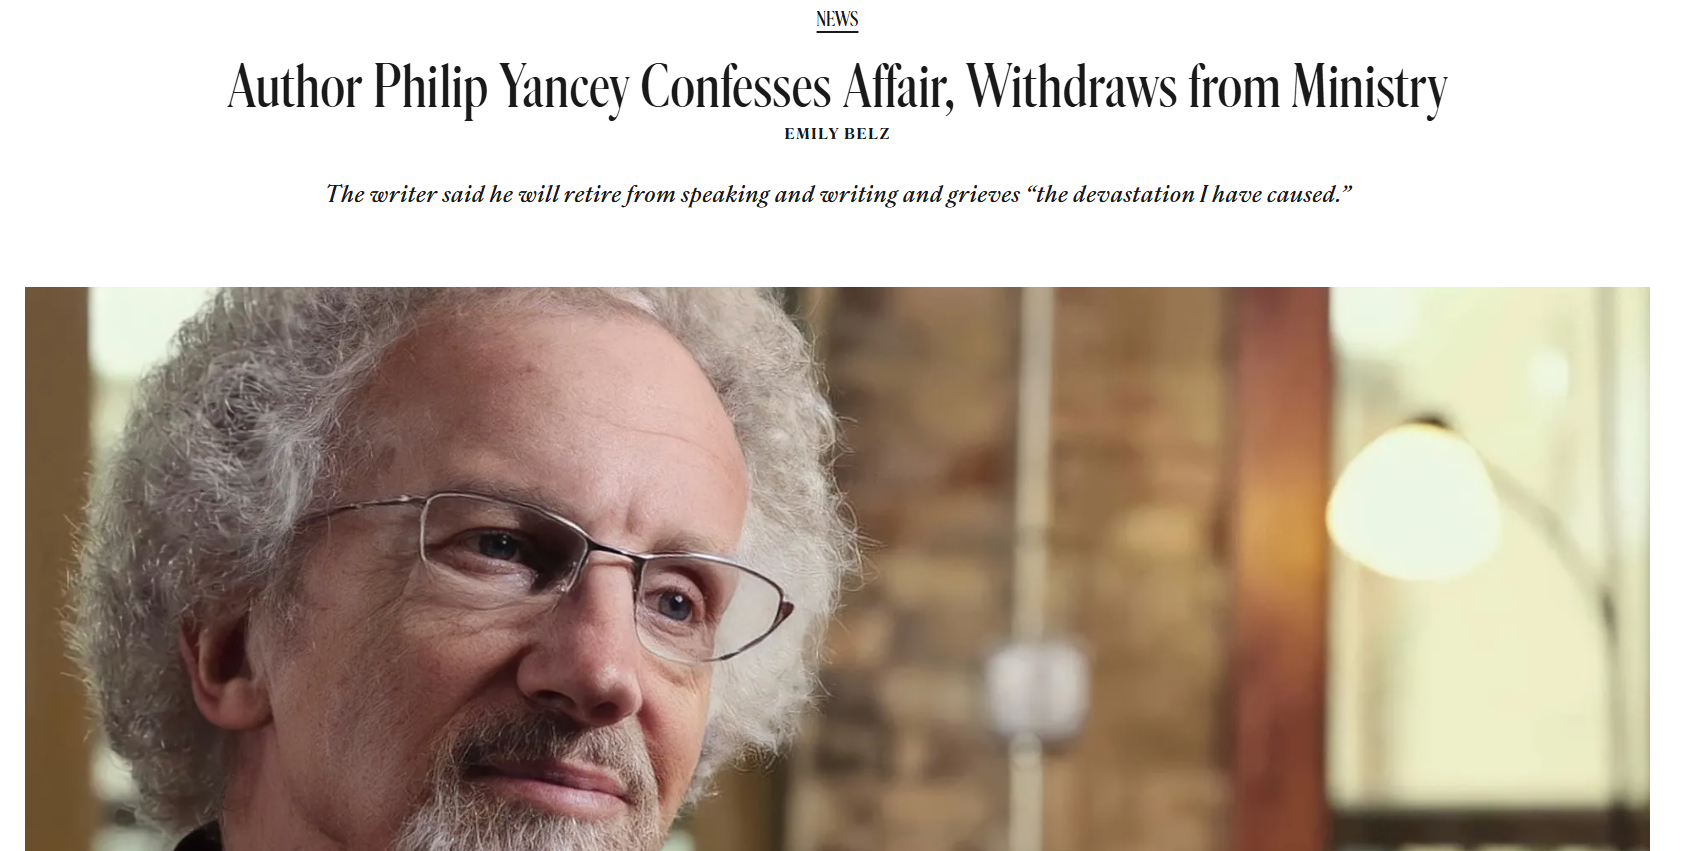 NEWS
Author Philip Yancey Confesses Affair, Withdraws from Ministry
EMILY BELZ
The writer said he will retire from speaking and writing and grieves “the devastation I have caused.”